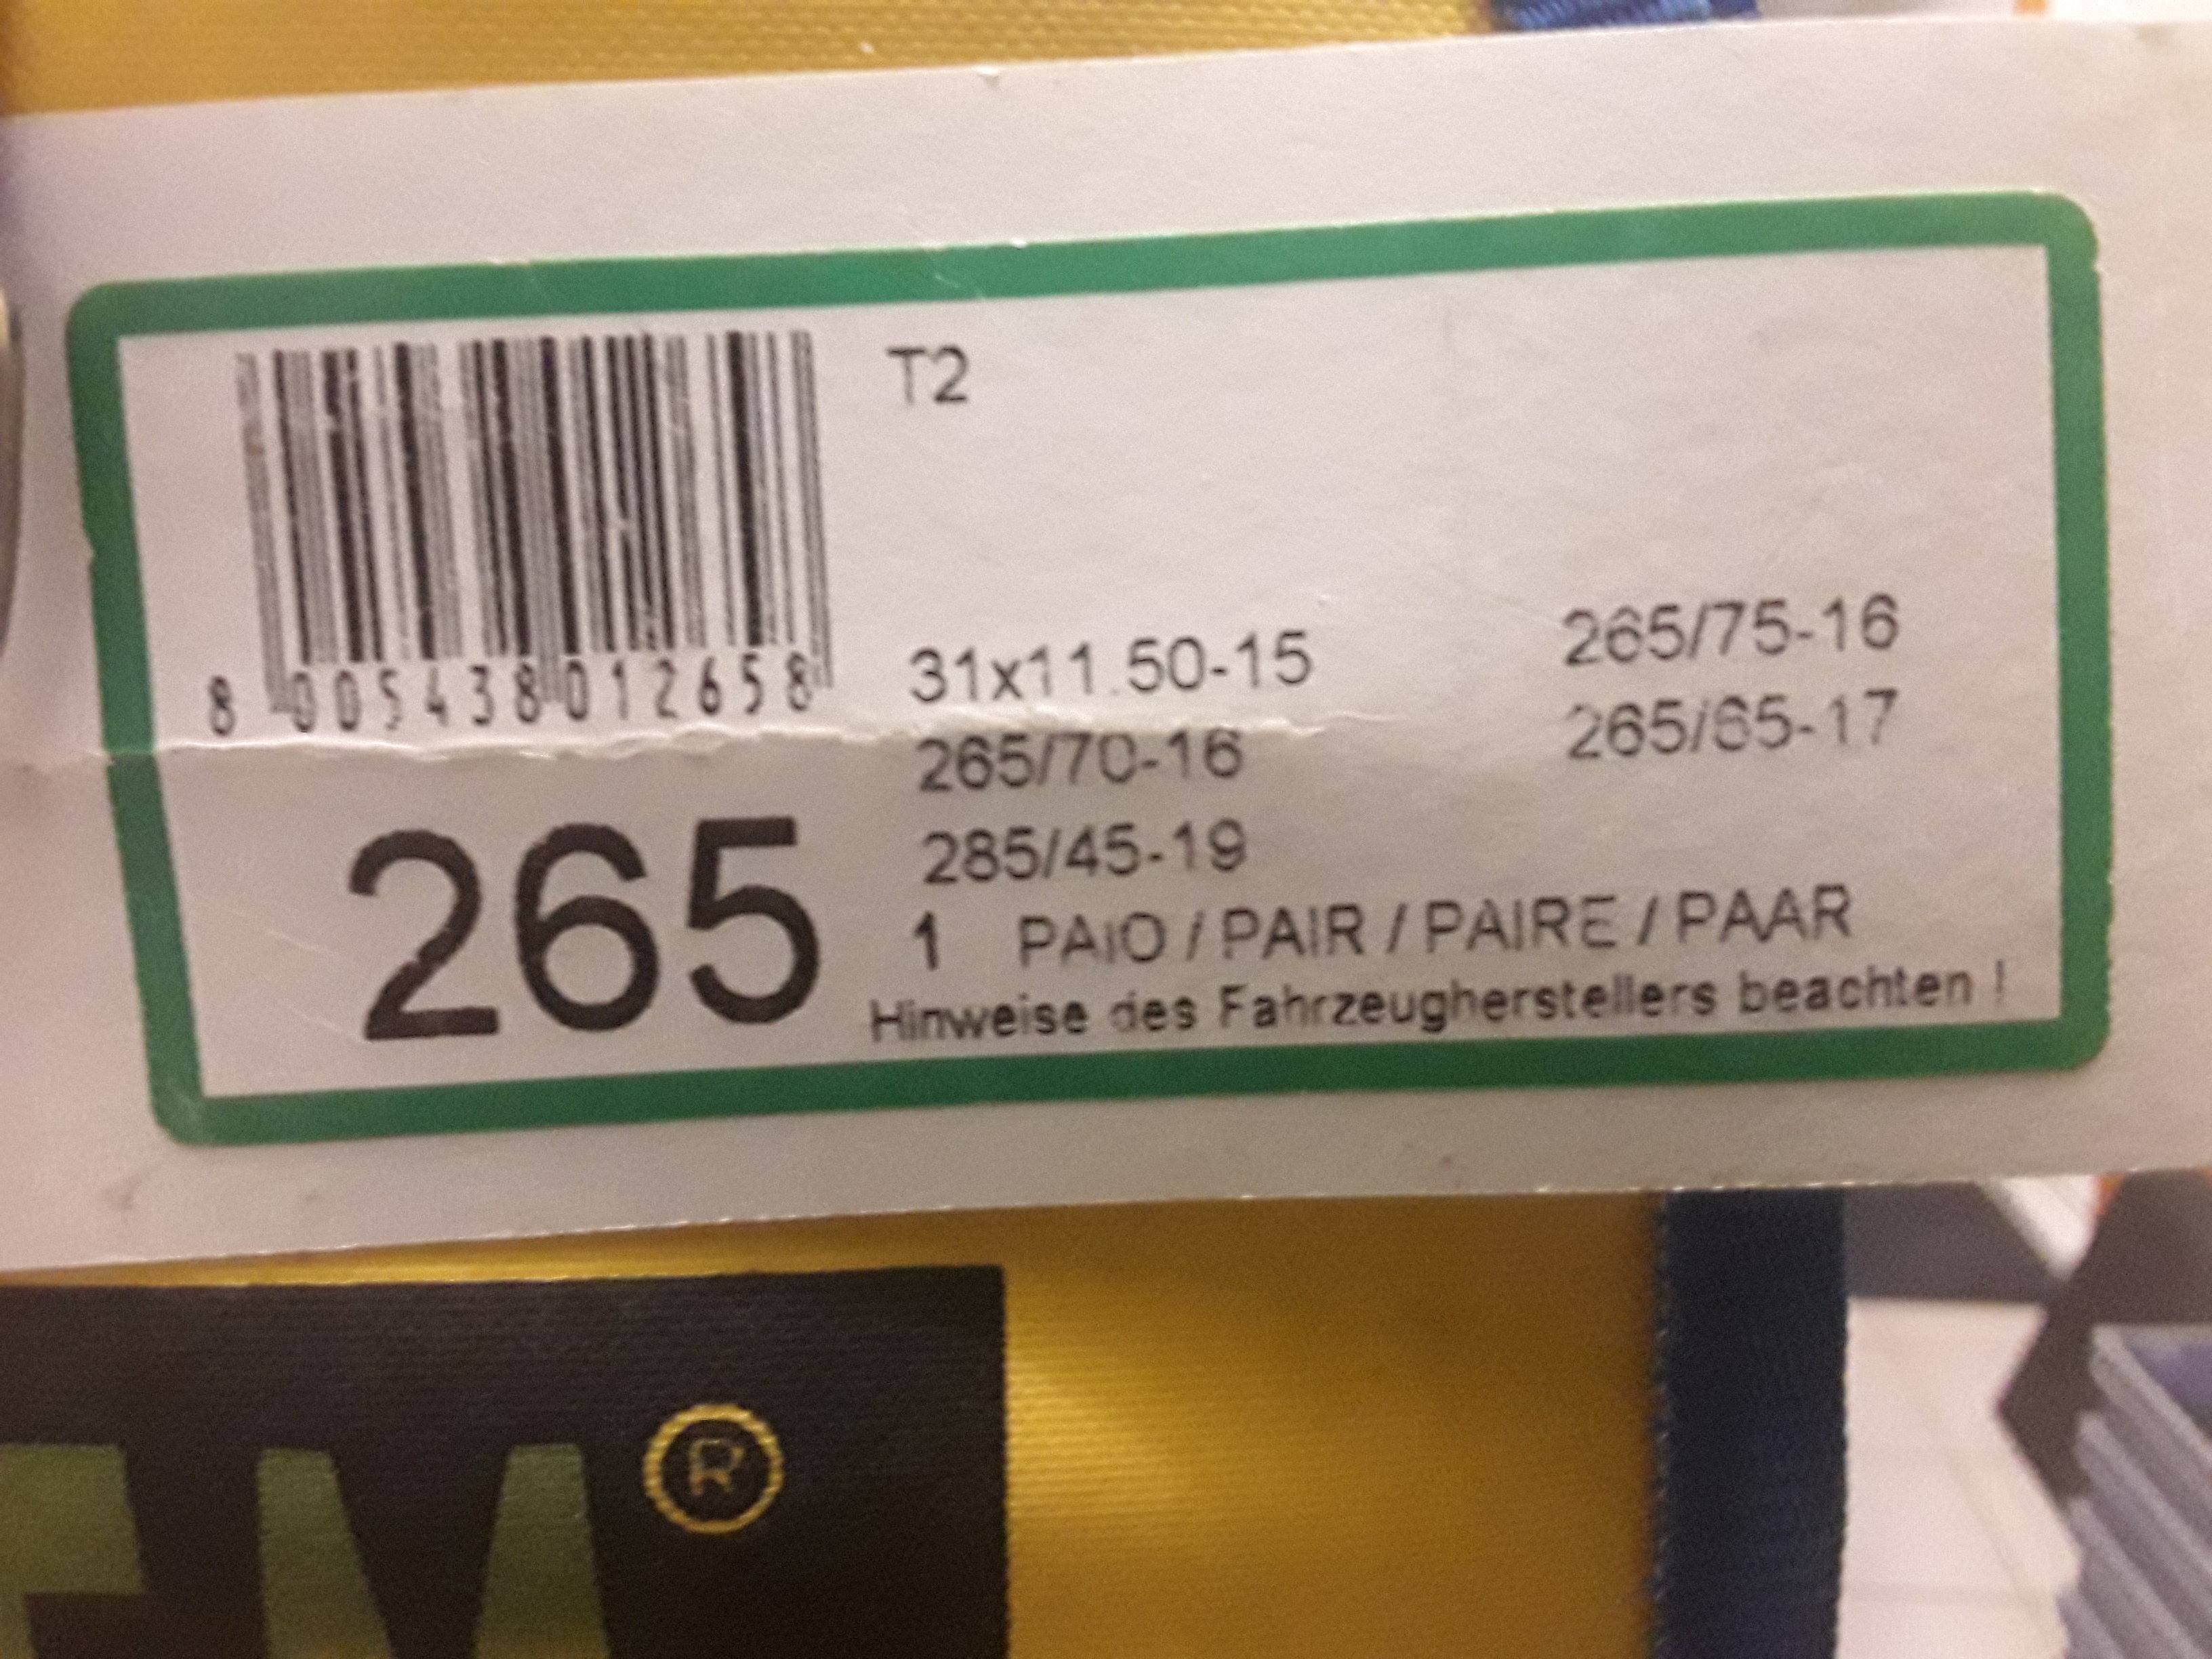 T2
8 005438 012658
31x11.50-15 265/75-16
265/70-16 265/65-17
285/45-19
265
1 PAIO / PAIR / PAIRE / PAAR
Hinweise des Fahrzeugherstellers beachten !
®